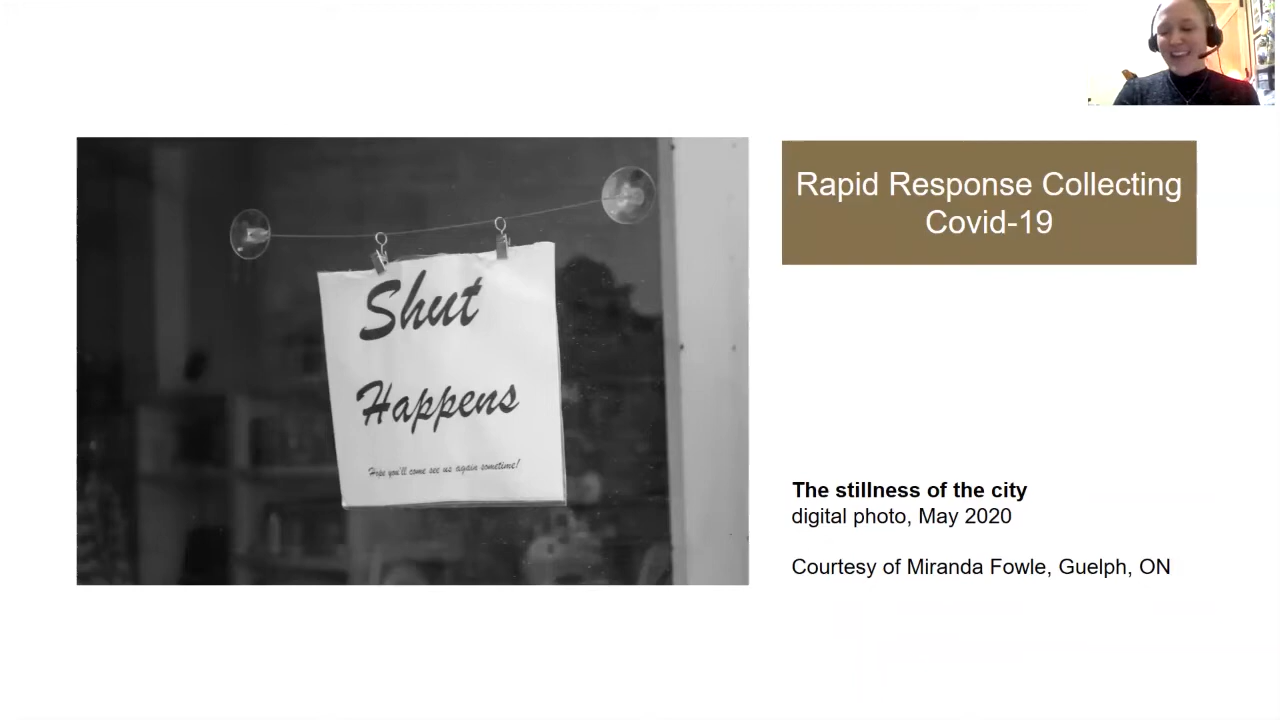 Rapid Response Collecting
Covid-19
Shut
Happens
Hope you'll come see us again sometime!
The stillness of the city
digital photo, May 2020
Courtesy of Miranda Fowle, Guelph, ON